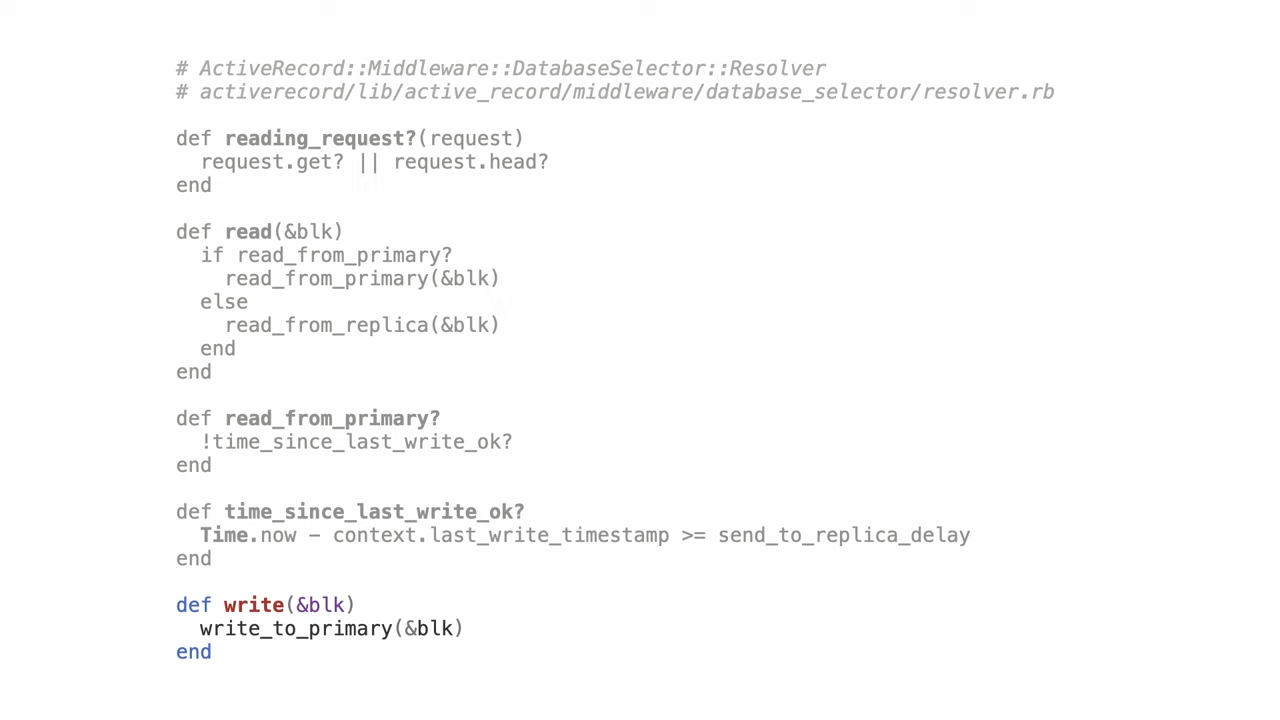 # ActiveRecord::Middleware::DatabaseSelector::Resolver
# activerecord/lib/active_record/middleware/database_selector/resolver.rb

def reading_request?(request)
  request.get? || request.head?
end

def read(&blk)
  if read_from_primary?
    read_from_primary(&blk)
  else
    read_from_replica(&blk)
  end
end

def read_from_primary?
  !time_since_last_write_ok?
end

def time_since_last_write_ok?
  Time.now - context.last_write_timestamp >= send_to_replica_delay
end

def write(&blk)
  write_to_primary(&blk)
end